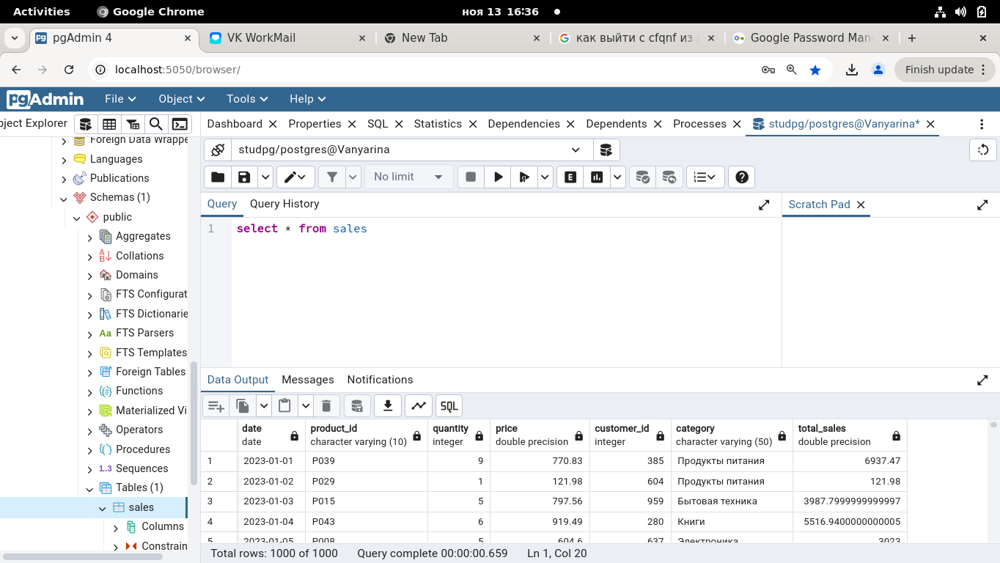 Activities Google Chrome ноя 13 16:36
pgAdmin 4 VK WorkMail New Tab как выйти с cfqnf из Google Password Man
localhost:5050/browser/ Finish update
pgAdmin File Object Tools Help
bject Explorer Dashboard Properties SQL Statistics Dependencies Dependents Processes studpg/postgres@Vanyarina*
Foreign Data Wrappe
Languages
Publications
Schemas (1)
public
Aggregates
Collations
Domains
FTS Configurat
FTS Dictionarie
FTS Parsers
FTS Templates
Foreign Tables
Functions
Materialized Vi
Operators
Procedures
Sequences
Tables (1)
sales
Columns
Constrain
studpg/postgres@Vanyarina
No limit
Query Query History
Scratch Pad
1 select * from sales
Data Output Messages Notifications
SQL
date product_id quantity price customer_id category total_sales
date character varying (10) integer double precision integer character varying (50) double precision
1 2023-01-01 P039 9 770.83 385 Продукты питания 6937.47
2 2023-01-02 P029 1 121.98 604 Продукты питания 121.98
3 2023-01-03 P015 5 797.56 959 Бытовая техника 3987.7999999999997
4 2023-01-04 P043 6 919.49 280 Книги 5516.9400000000005
5 2023-01-05 P008 5 604.6 637 Электроника 3023
Total rows: 1000 of 1000 Query complete 00:00:00.659 Ln 1, Col 20